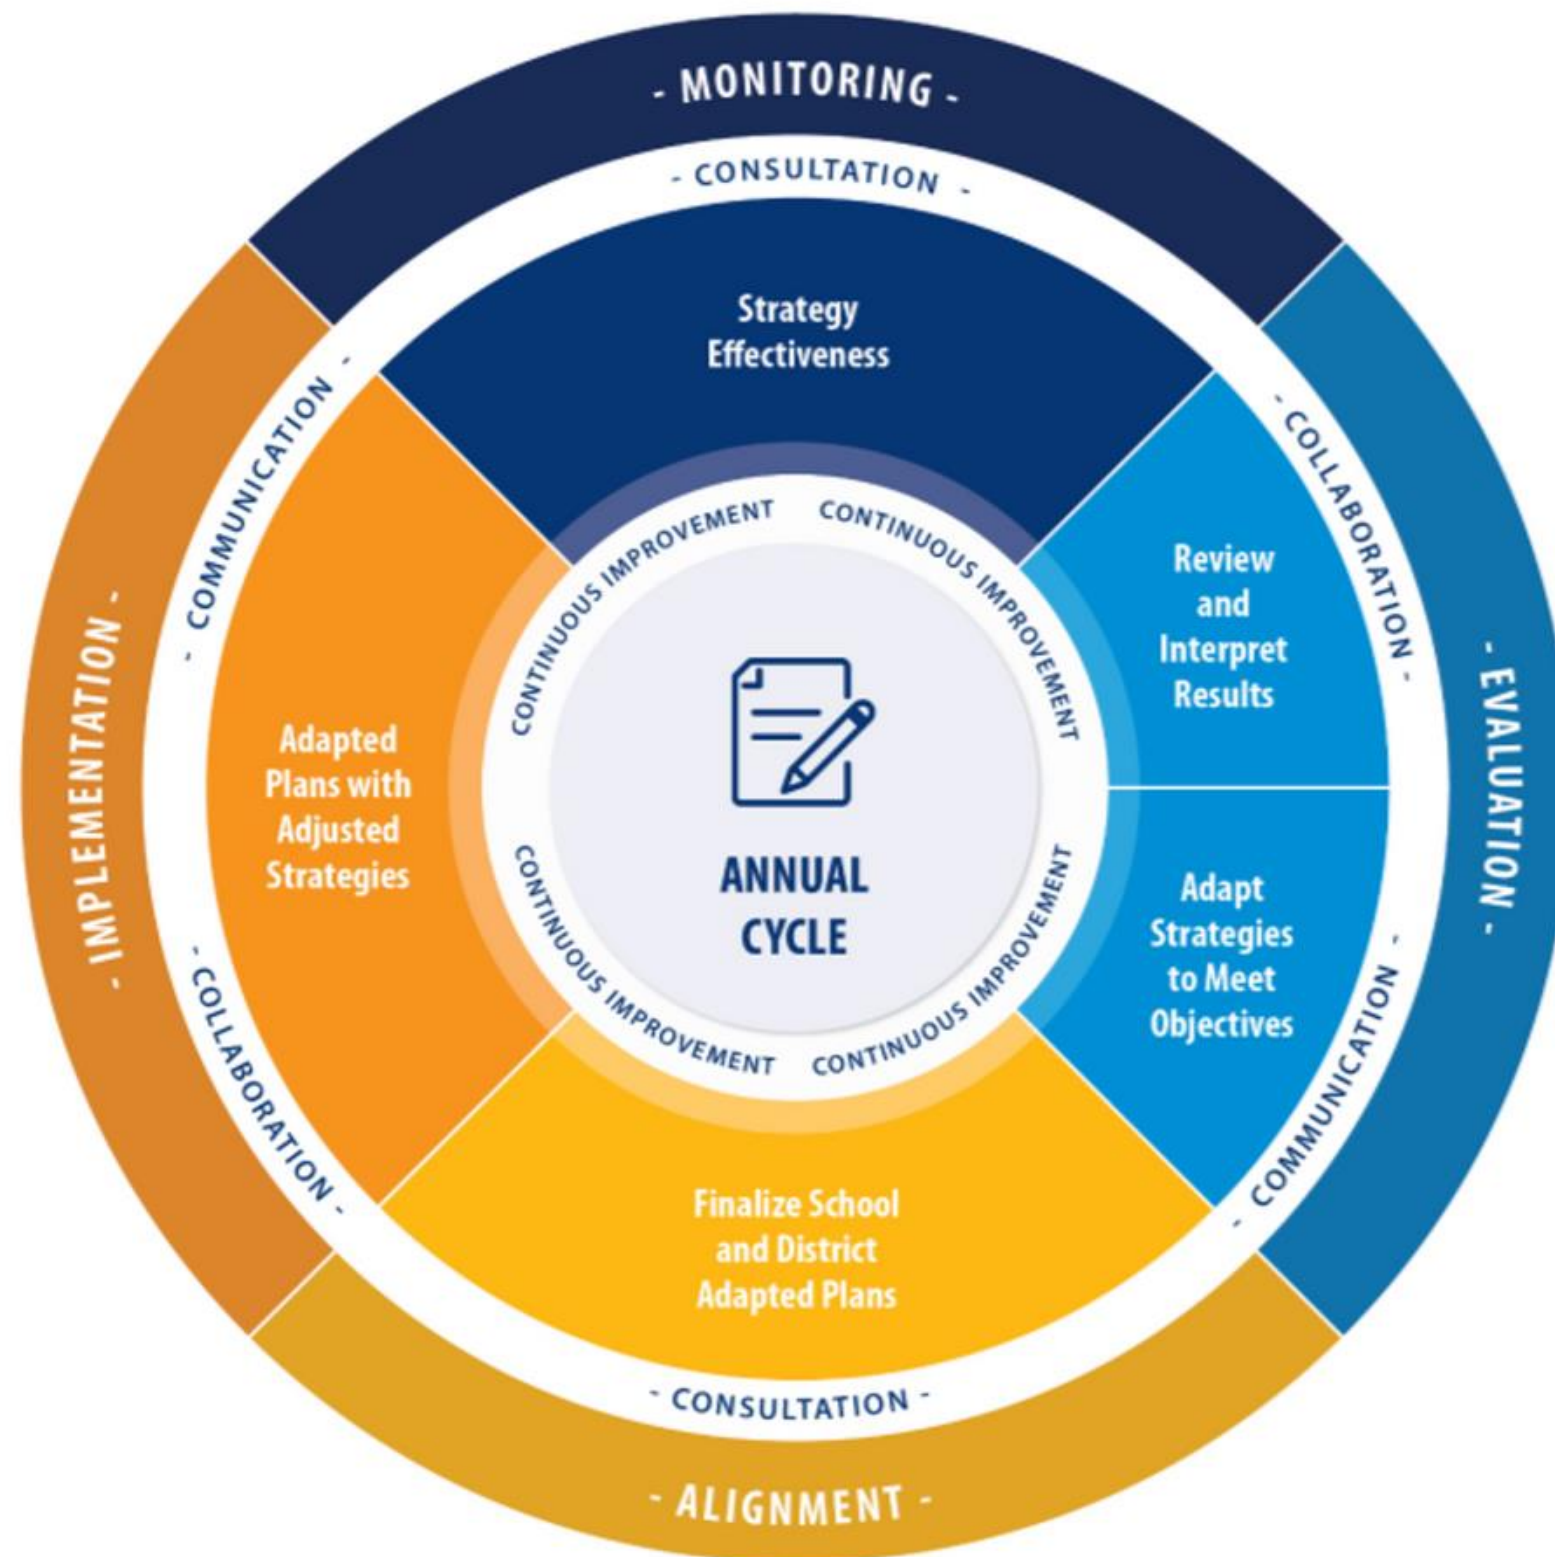 - MONITORING -
- CONSULTATION -
Strategy
Effectiveness
- COMMUNICATION -
- COLLABORATION -
CONTINUOUS IMPROVEMENT
CONTINUOUS IMPROVEMENT
Review
and
Interpret
Results
- EVALUATION -
- IMPLEMENTATION -
Adapted
Plans with
Adjusted
Strategies
ANNUAL
CYCLE
Adapt
Strategies
to Meet
Objectives
CONTINUOUS IMPROVEMENT
CONTINUOUS IMPROVEMENT
- COLLABORATION -
- COMMUNICATION -
Finalize School
and District
Adapted Plans
- CONSULTATION -
- ALIGNMENT -